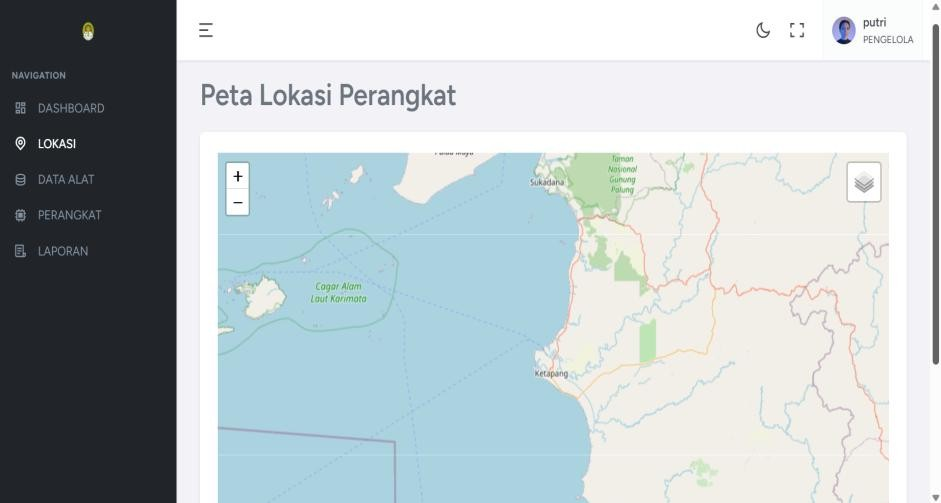 putri
PENGELOLA
NAVIGATION
DASHBOARD
LOKASI
DATA ALAT
PERANGKAT
LAPORAN
Peta Lokasi Perangkat
+
−
Sukadana
Taman
Nasional
Gunung
Palung
Cagar Alam
Laut Karimata
Ketapang